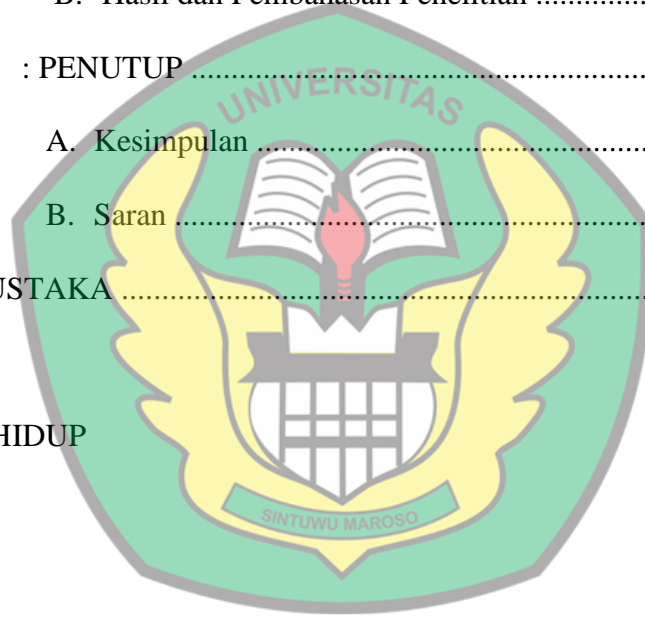 B. Hasil dan Pembahasan Penelitian ..............
: PENUTUP ........................................................
UNIVERSITAS
A. Kesimpulan ................................................
B. Saran ..........................................................
USTAKA .................................................................
HIDUP
SINTUWU MAROSO